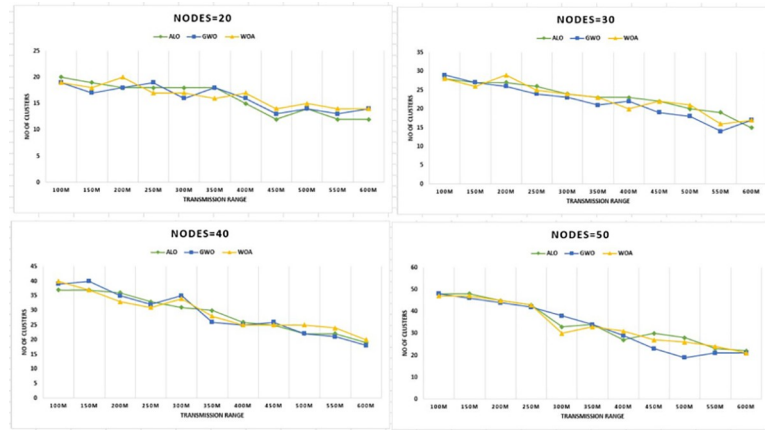 NODES=20
ALO GWO WOA
25
20
15
10
5
0
NO OF CLUSTERS
100M 150M 200M 250M 300M 350M 400M 450M 500M 550M 600M
TRANSMISSION RANGE
NODES=30
ALO GWO WOA
35
30
25
20
15
10
5
0
NO OF CLUSTERS
100M 150M 200M 250M 300M 350M 400M 450M 500M 550M 600M
TRANSMISSION RANGE
NODES=40
ALO GWO WOA
45
40
35
30
25
20
15
10
5
0
NO OF CLUSTERS
100M 150M 200M 250M 300M 350M 400M 450M 500M 550M 600M
TRANSMISSION RANGE
NODES=50
ALO GWO WOA
60
50
40
30
20
10
0
NO OF CLUSTERS
100M 150M 200M 250M 300M 350M 400M 450M 500M 550M 600M
TRANSMISSION RANGE